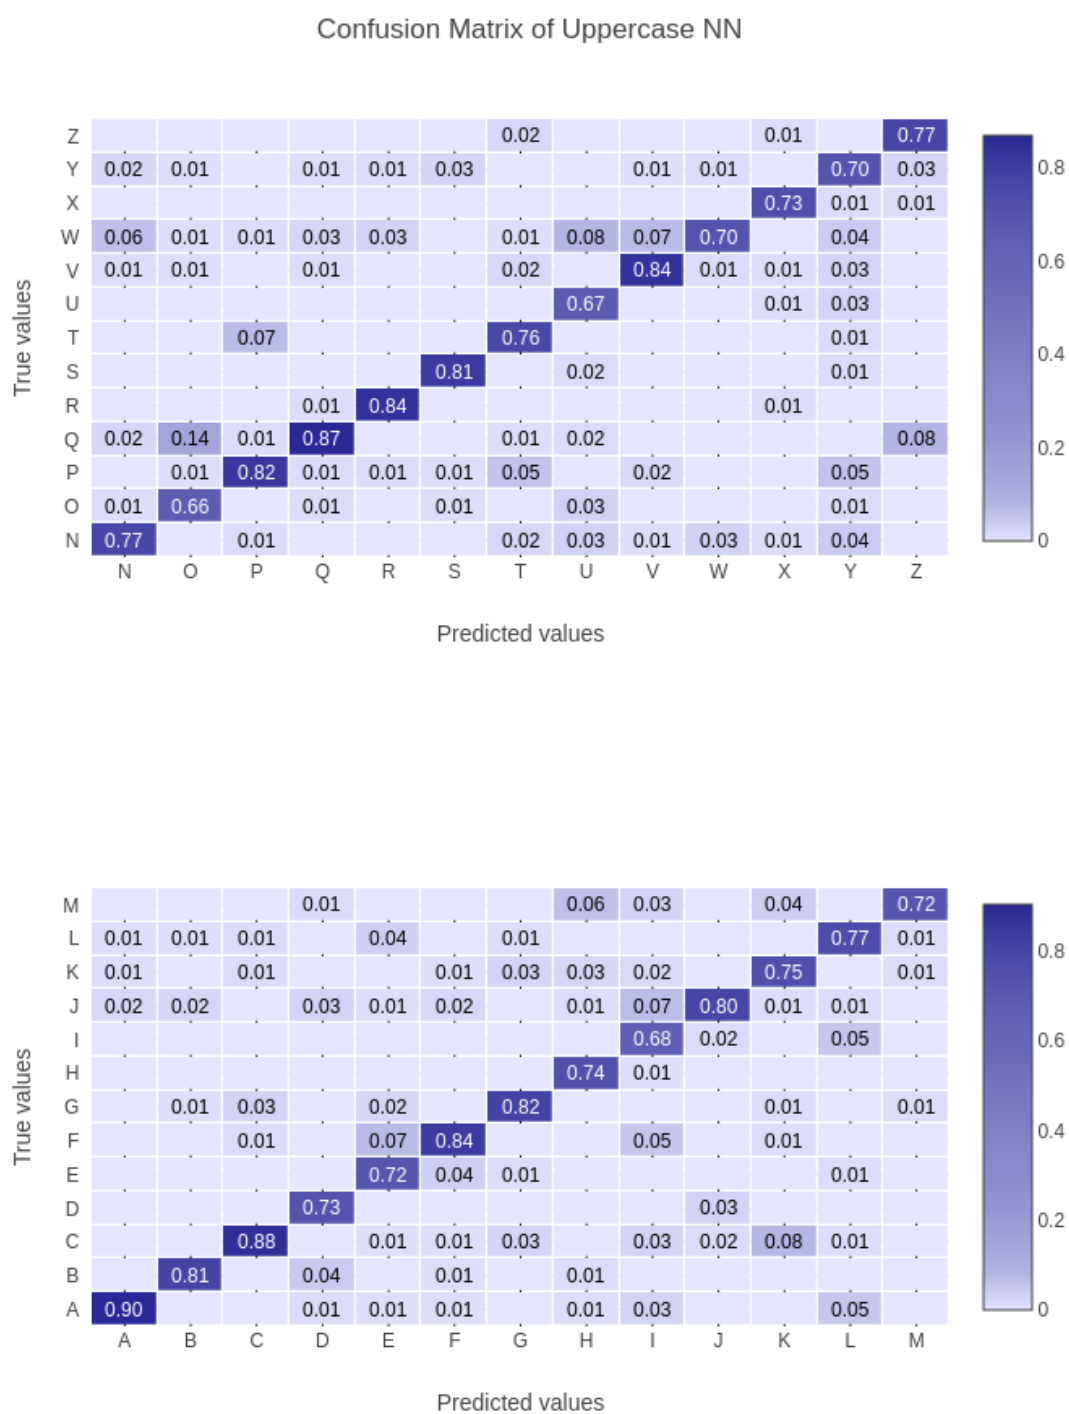 Confusion Matrix of Uppercase NN
Z 0.02 0.01 0.77
Y 0.02 0.01 0.01 0.01 0.03 0.01 0.01 0.70 0.03 0.8
X 0.73 0.01 0.01
W 0.06 0.01 0.01 0.03 0.03 0.01 0.08 0.07 0.70 0.04
V 0.01 0.01 0.01 0.02 0.84 0.01 0.01 0.03 0.6
U 0.67 0.01 0.03
T 0.07 0.76 0.01
S 0.81 0.02 0.01 0.4
R 0.01 0.84 0.01
Q 0.02 0.14 0.01 0.87 0.01 0.02 0.08 0.2
P 0.01 0.82 0.01 0.01 0.01 0.05 0.02 0.05
O 0.01 0.66 0.01 0.01 0.03 0.01
N 0.77 0.01 0.02 0.03 0.01 0.03 0.01 0.04 0
N O P Q R S T U V W X Y Z
True values
Predicted values
M 0.01 0.06 0.03 0.04 0.72
L 0.01 0.01 0.01 0.04 0.01 0.77 0.01 0.8
K 0.01 0.01 0.01 0.03 0.03 0.02 0.75 0.01
J 0.02 0.02 0.03 0.01 0.02 0.01 0.07 0.80 0.01 0.01
I 0.68 0.02 0.05 0.6
H 0.74 0.01
G 0.01 0.03 0.02 0.82 0.01 0.01
F 0.01 0.07 0.84 0.05 0.01 0.4
E 0.72 0.04 0.01 0.01
D 0.73 0.03 0.2
C 0.88 0.01 0.01 0.03 0.03 0.02 0.08 0.01
B 0.81 0.04 0.01 0.01
A 0.90 0.01 0.01 0.01 0.01 0.03 0.05 0
A B C D E F G H I J K L M
True values
Predicted values